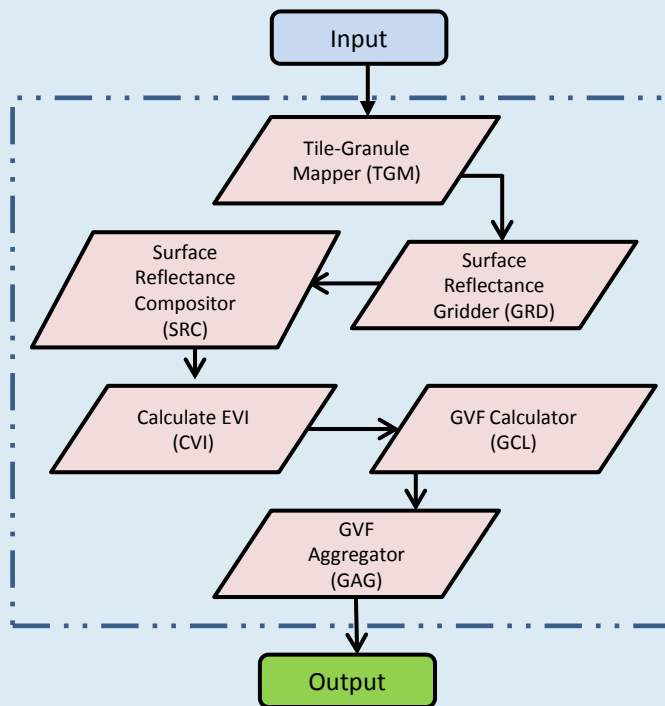 Input
Tile-Granule
Mapper (TGM)
Surface
Reflectance
Compositor
(SRC)
Surface
Reflectance
Gridder (GRD)
Calculate EVI
(CVI)
GVF Calculator
(GCL)
GVF
Aggregator
(GAG)
Output